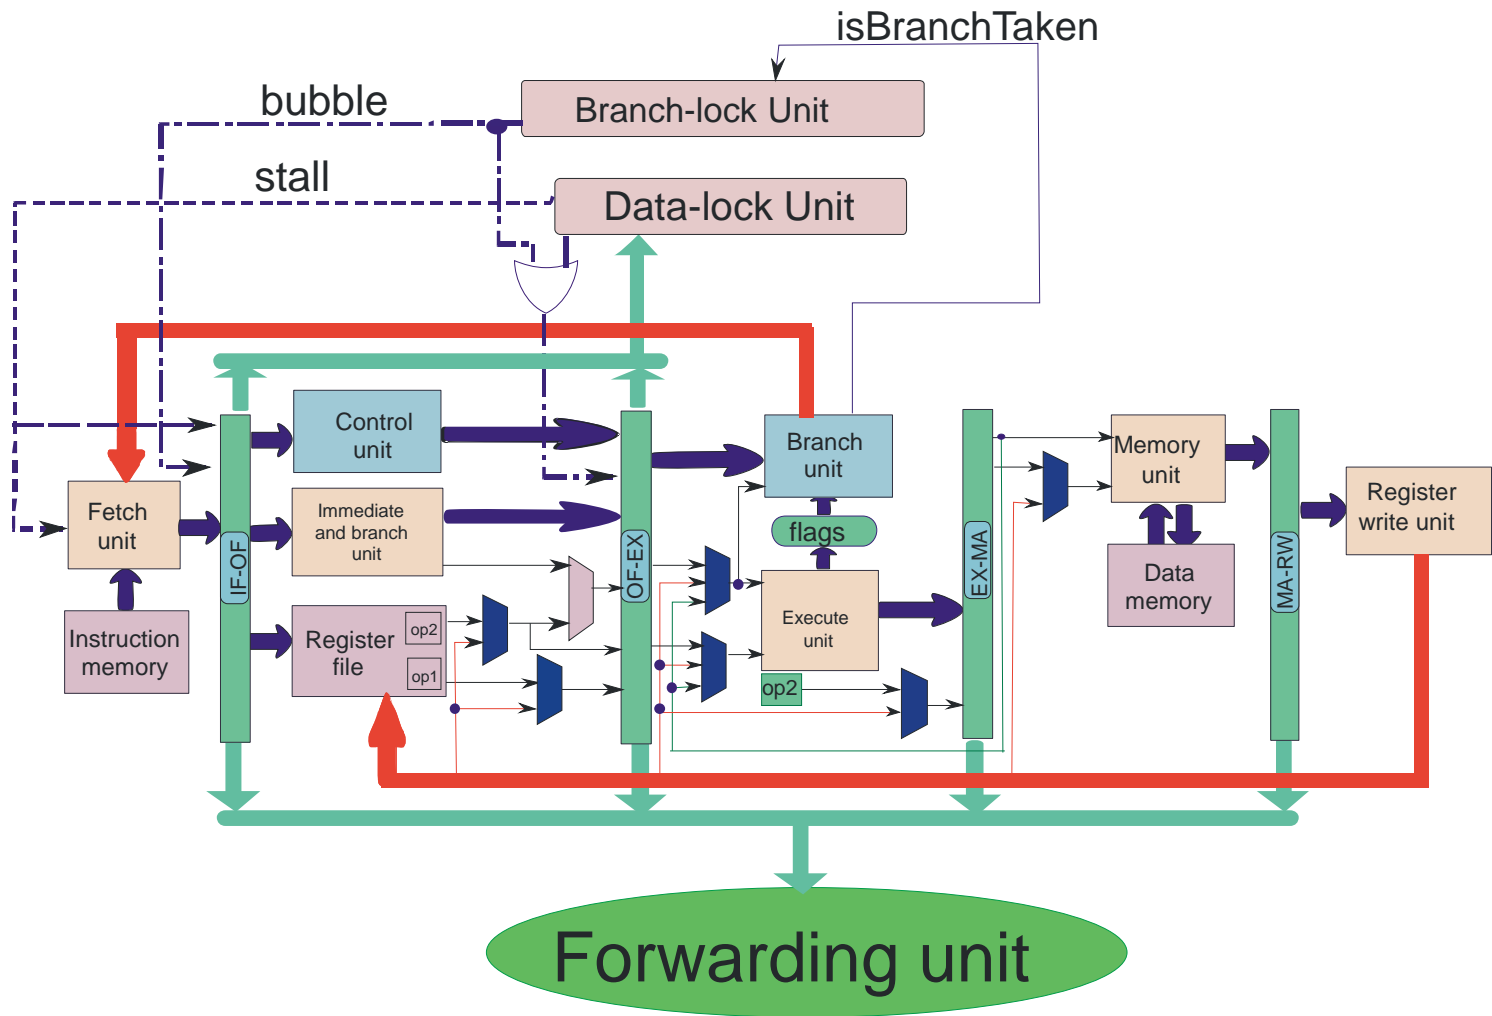 isBranchTaken
bubble
Branch-lock Unit
stall
Data-lock Unit
Control
unit
Branch
unit
Memory
unit
Fetch
unit
Immediate
and branch
unit
flags
Register
write unit
IF-OF
OF-EX
EX-MA
MA-RW
Data
memory
Instruction
memory
Register
file
op2
op1
Execute
unit
op2
Forwarding unit